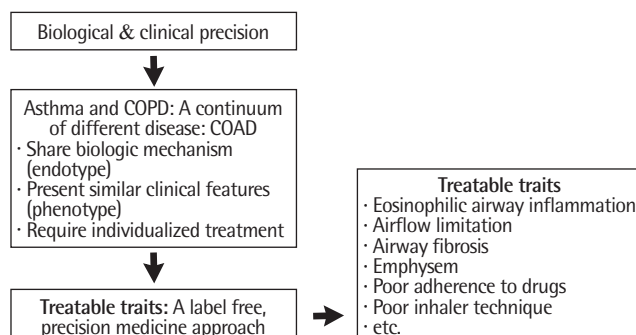 Biological & clinical precision
Asthma and COPD: A continuum
of different disease: COAD
· Share biologic mechanism
(endotype)
· Present similar clinical features
(phenotype)
· Require individualized treatment
Treatable traits: A label free,
precision medicine approach
Treatable traits
· Eosinophilic airway inflammation
· Airflow limitation
· Airway fibrosis
· Emphysem
· Poor adherence to drugs
· Poor inhaler technique
· etc.